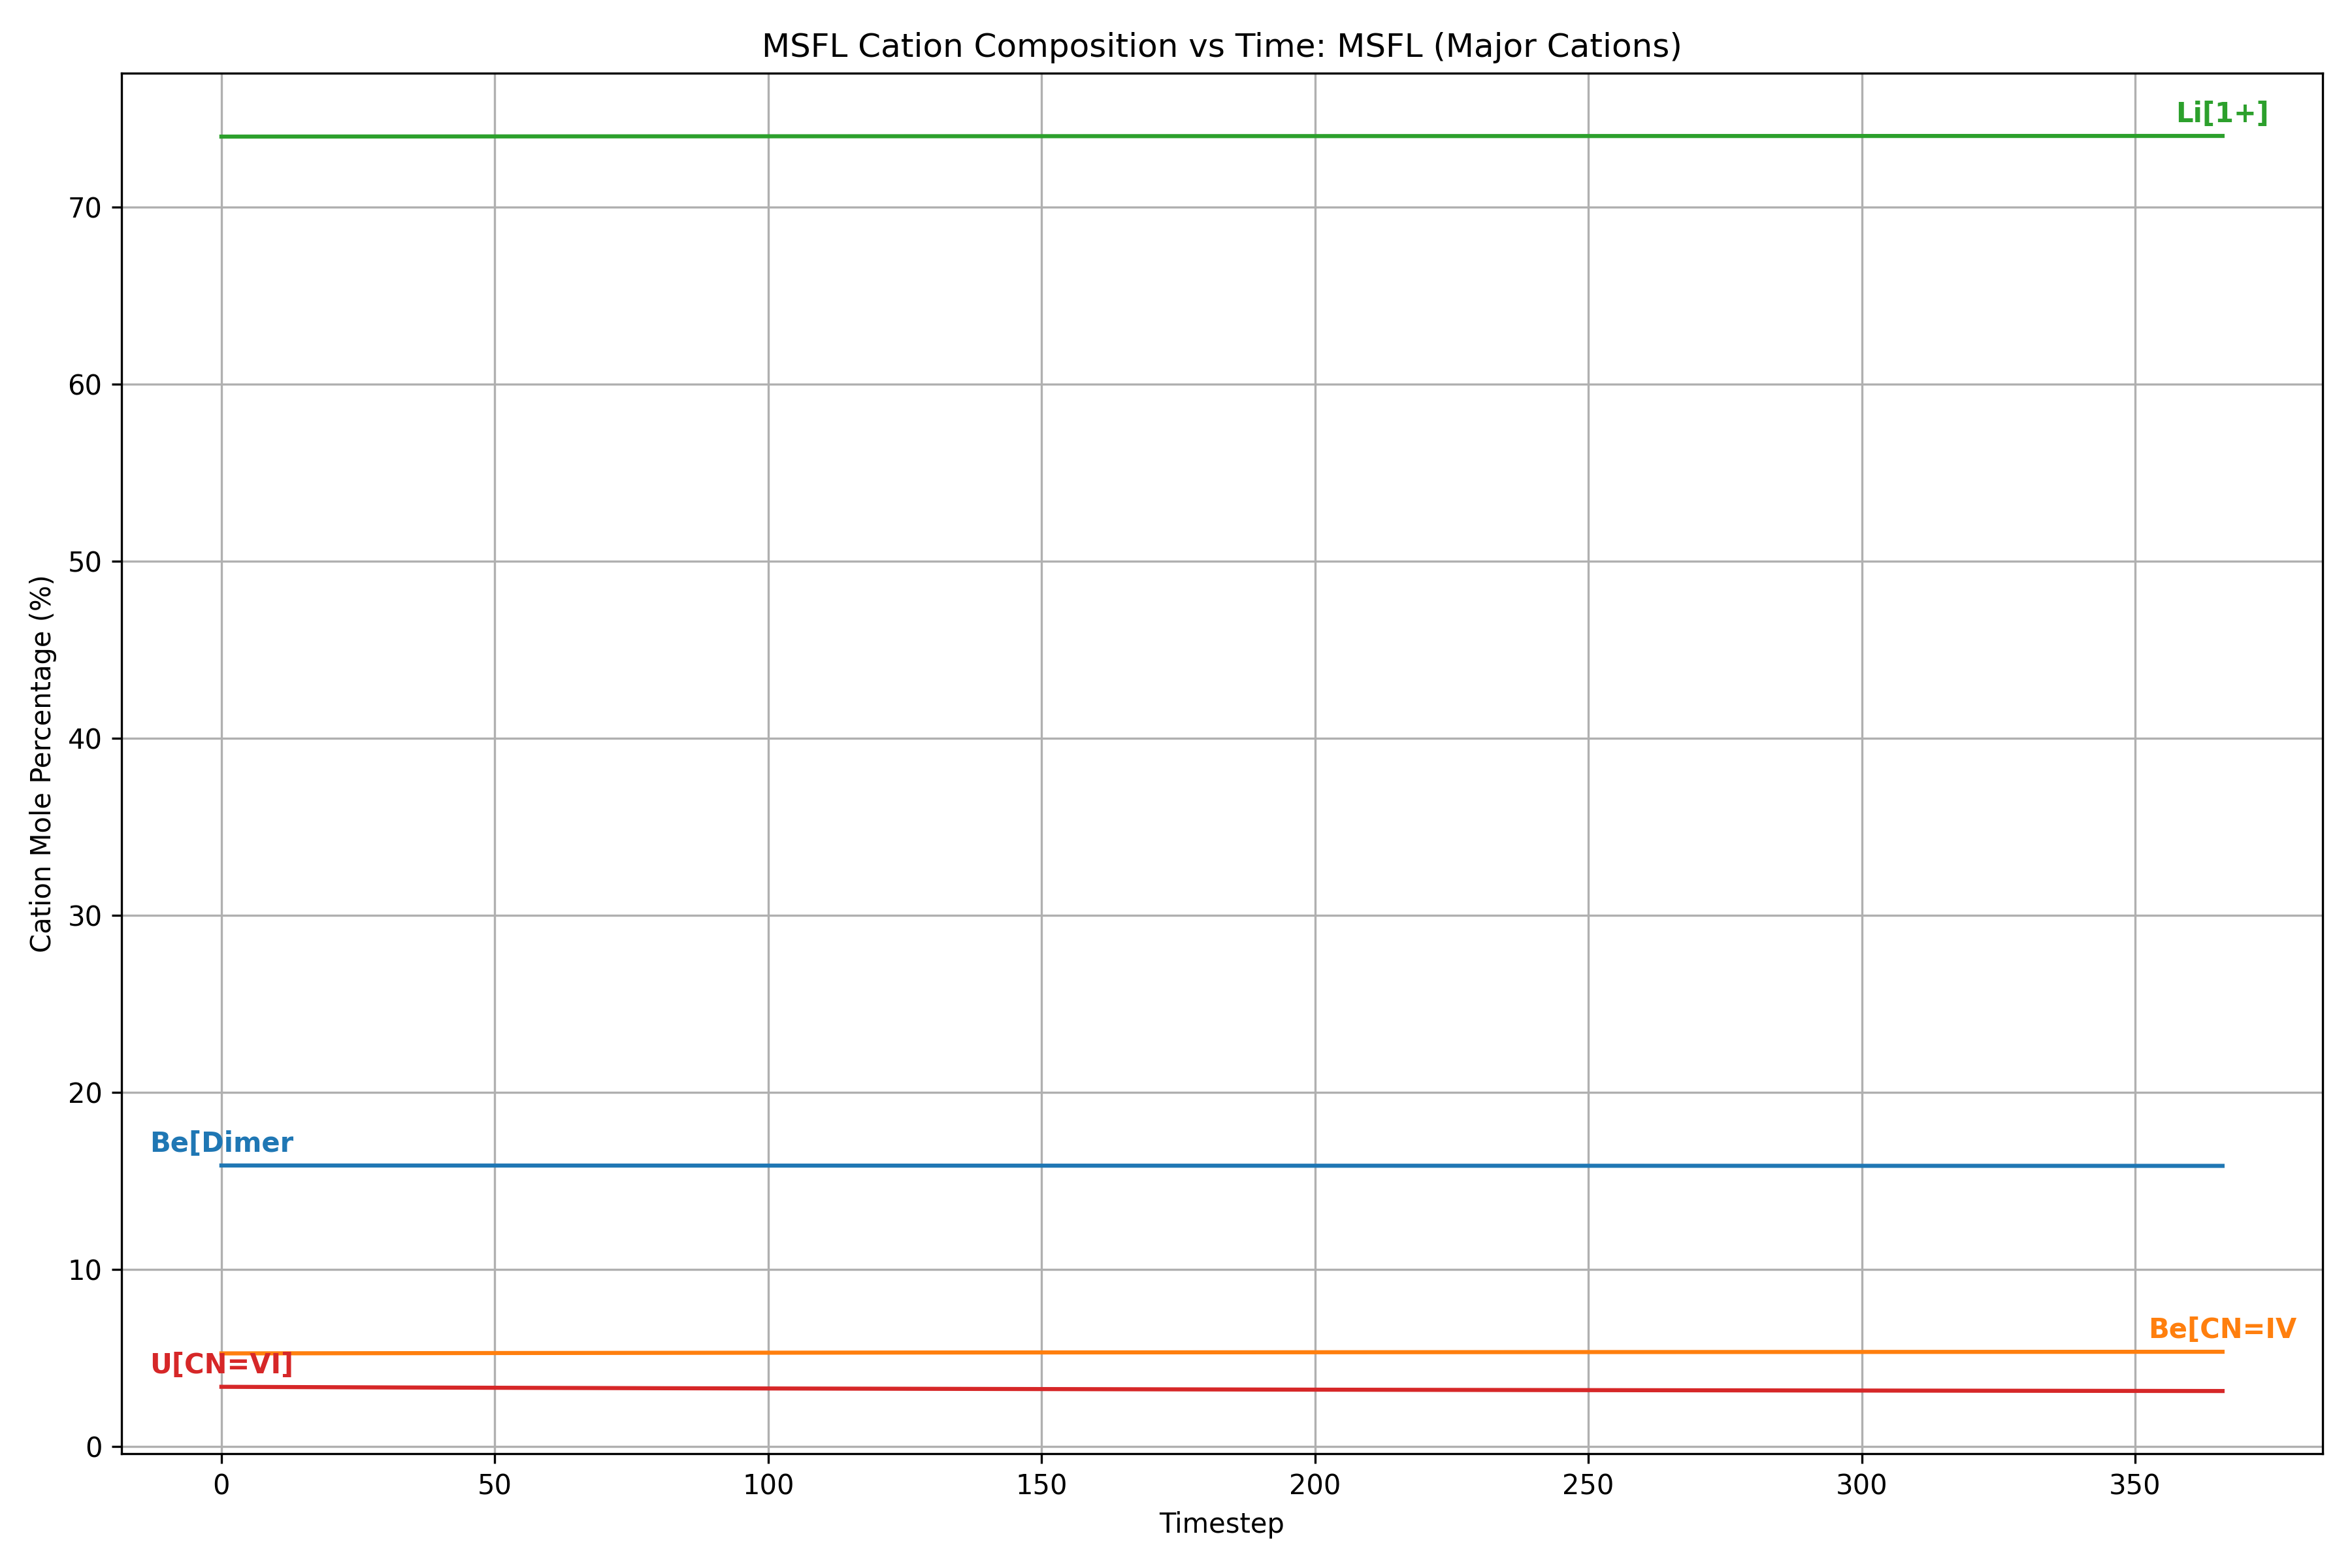 MSFL Cation Composition vs Time: MSFL (Major Cations)
Cation Mole Percentage (%)
70
60
50
40
30
20
10
0
Li[1+]
Be[Dimer
Be[CN=IV
U[CN=VI]
0 50 100 150 200 250 300 350
Timestep